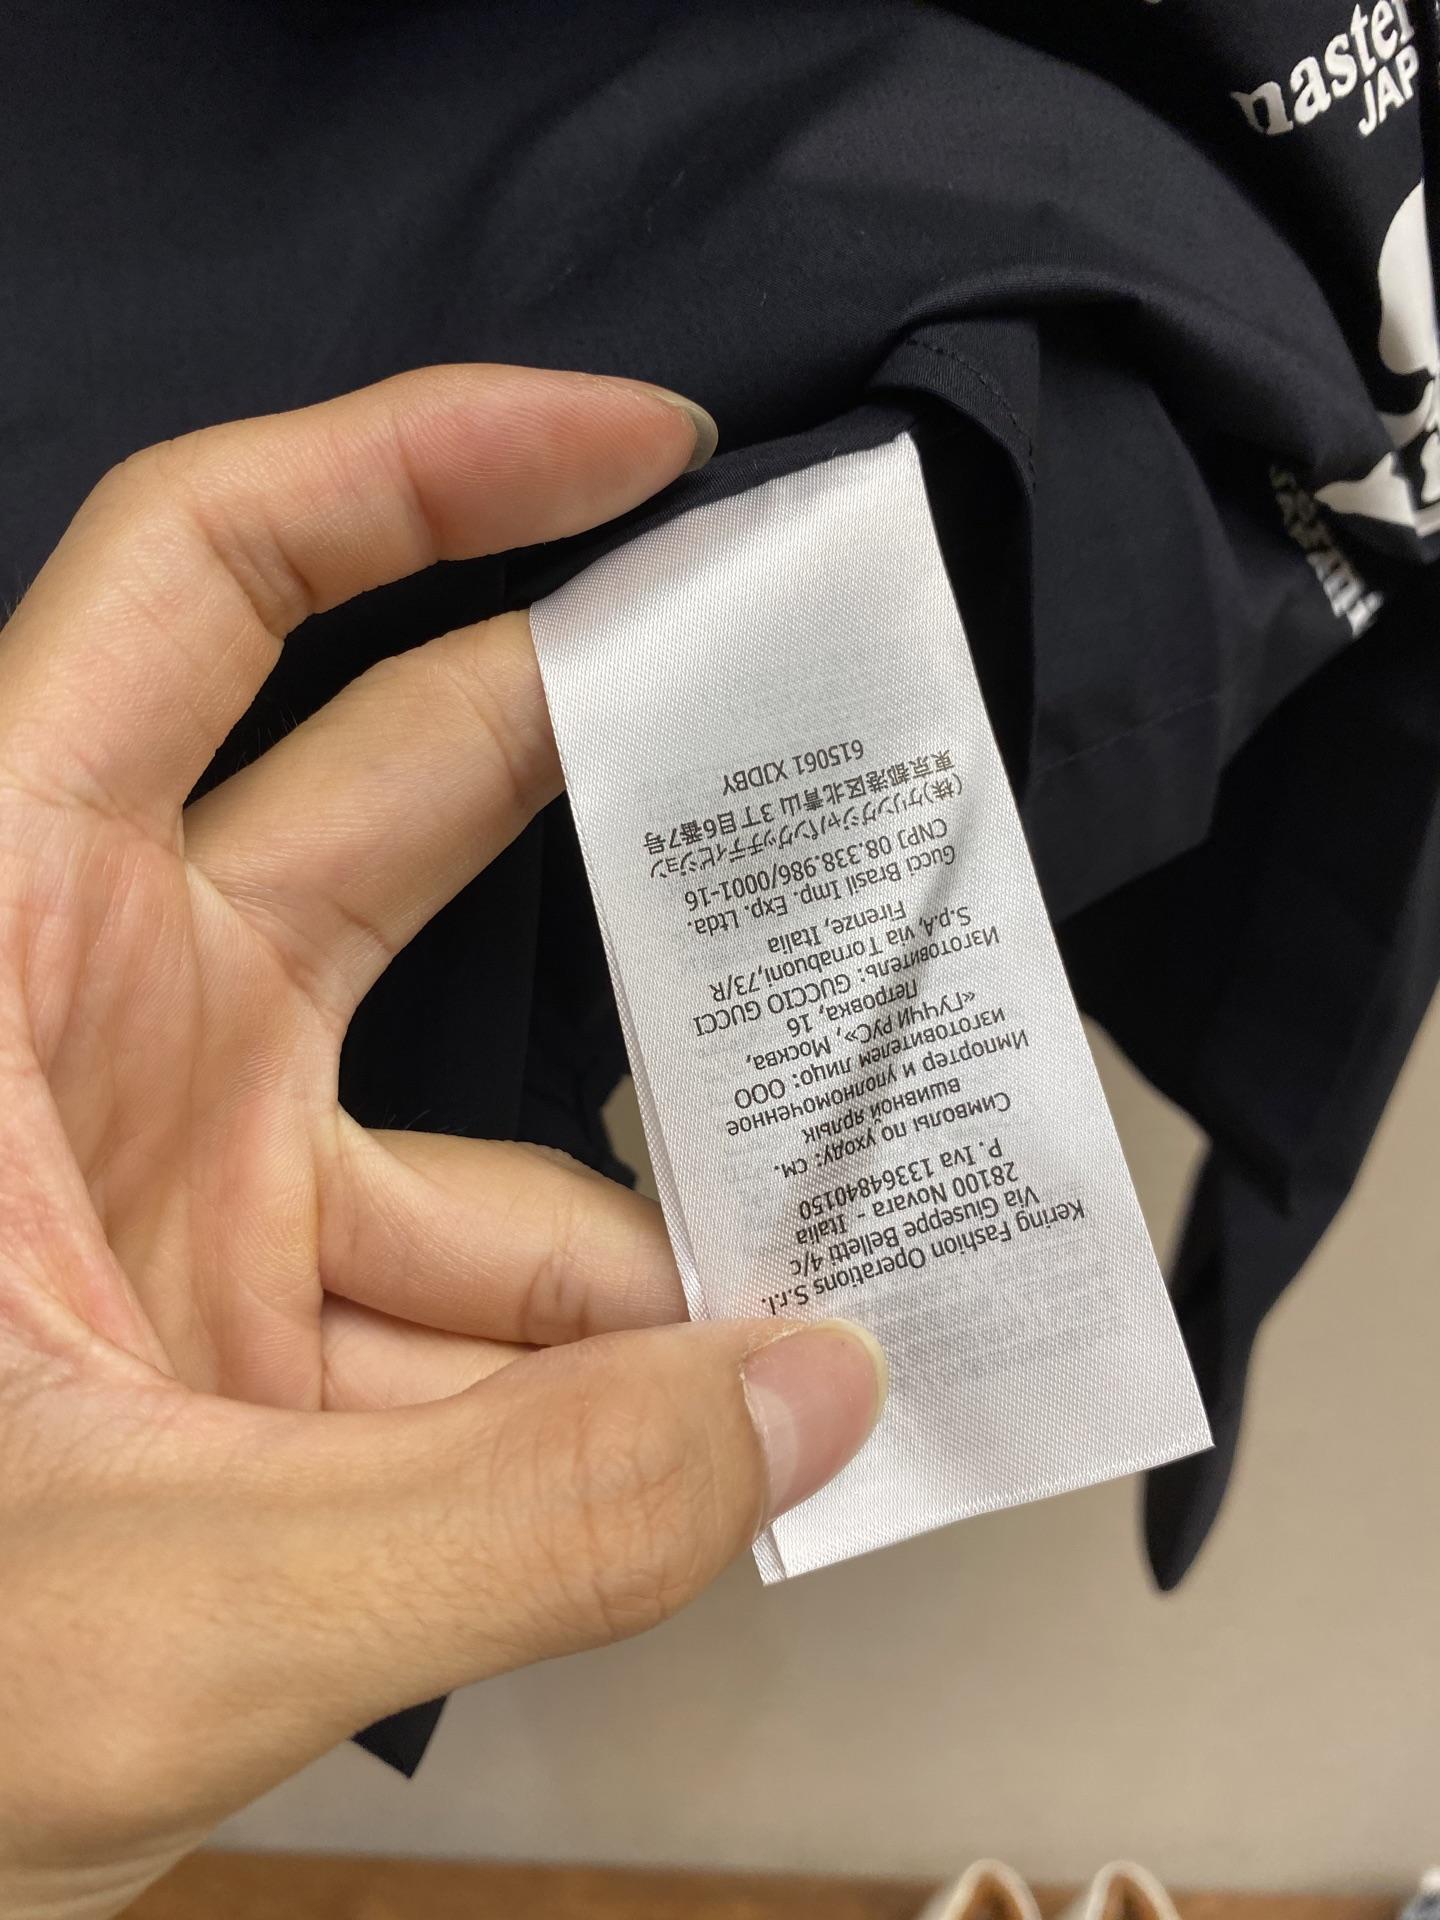 Kering Fashion Operations S.r.l.
Via Giuseppe Belletti 4/c
28100 Novara - Italia
P. Iva 13364840150
Символы по уходу: см.
вшивной ярлык
Импортер и уполномоченное
изготовителем лицо: ООО
«ГУЧЧИ РУС», Москва,
Петровка, 16
Изготовитель: GUCCIO GUCCI
S.p.A. via Tornabuoni,73/R
Firenze, Italia
Gucci Brasil Imp. Exp. Ltda.
CNPJ 08.338.986/0001-16
(株)ケリングジャパングッチディビジョン
東京都港区北青山3丁目6番7号
615061 XJDBY
master
JAP